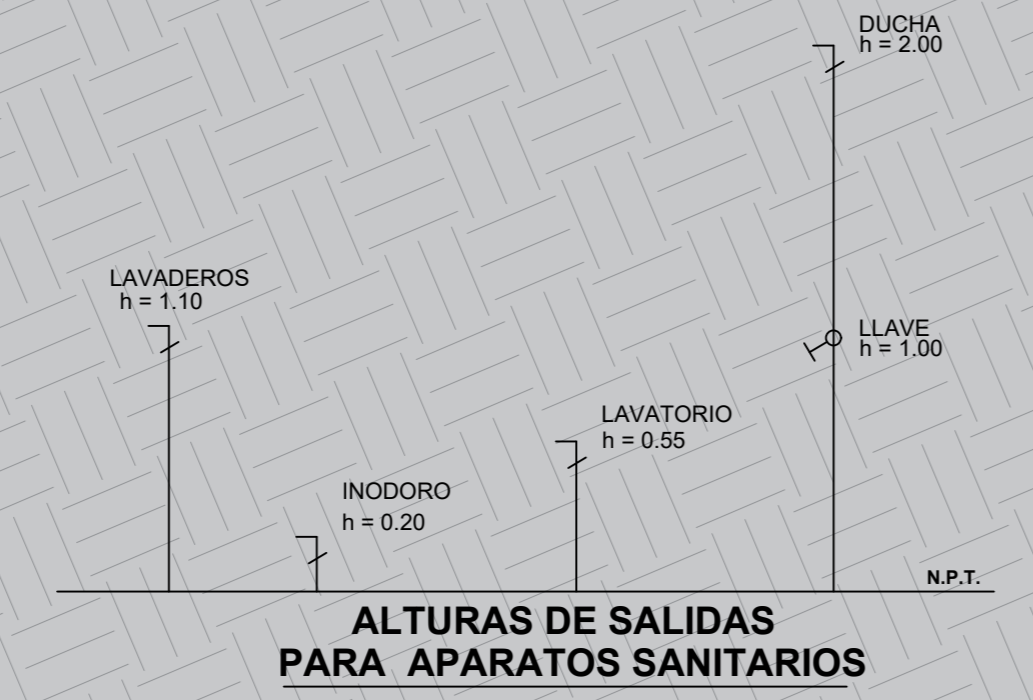 DUCHA
h = 2.00
LAVADEROS
h = 1.10
LLAVE
h = 1.00
LAVATORIO
h = 0.55
INODORO
h = 0.20
N.P.T.
ALTURAS DE SALIDAS
PARA APARATOS SANITARIOS